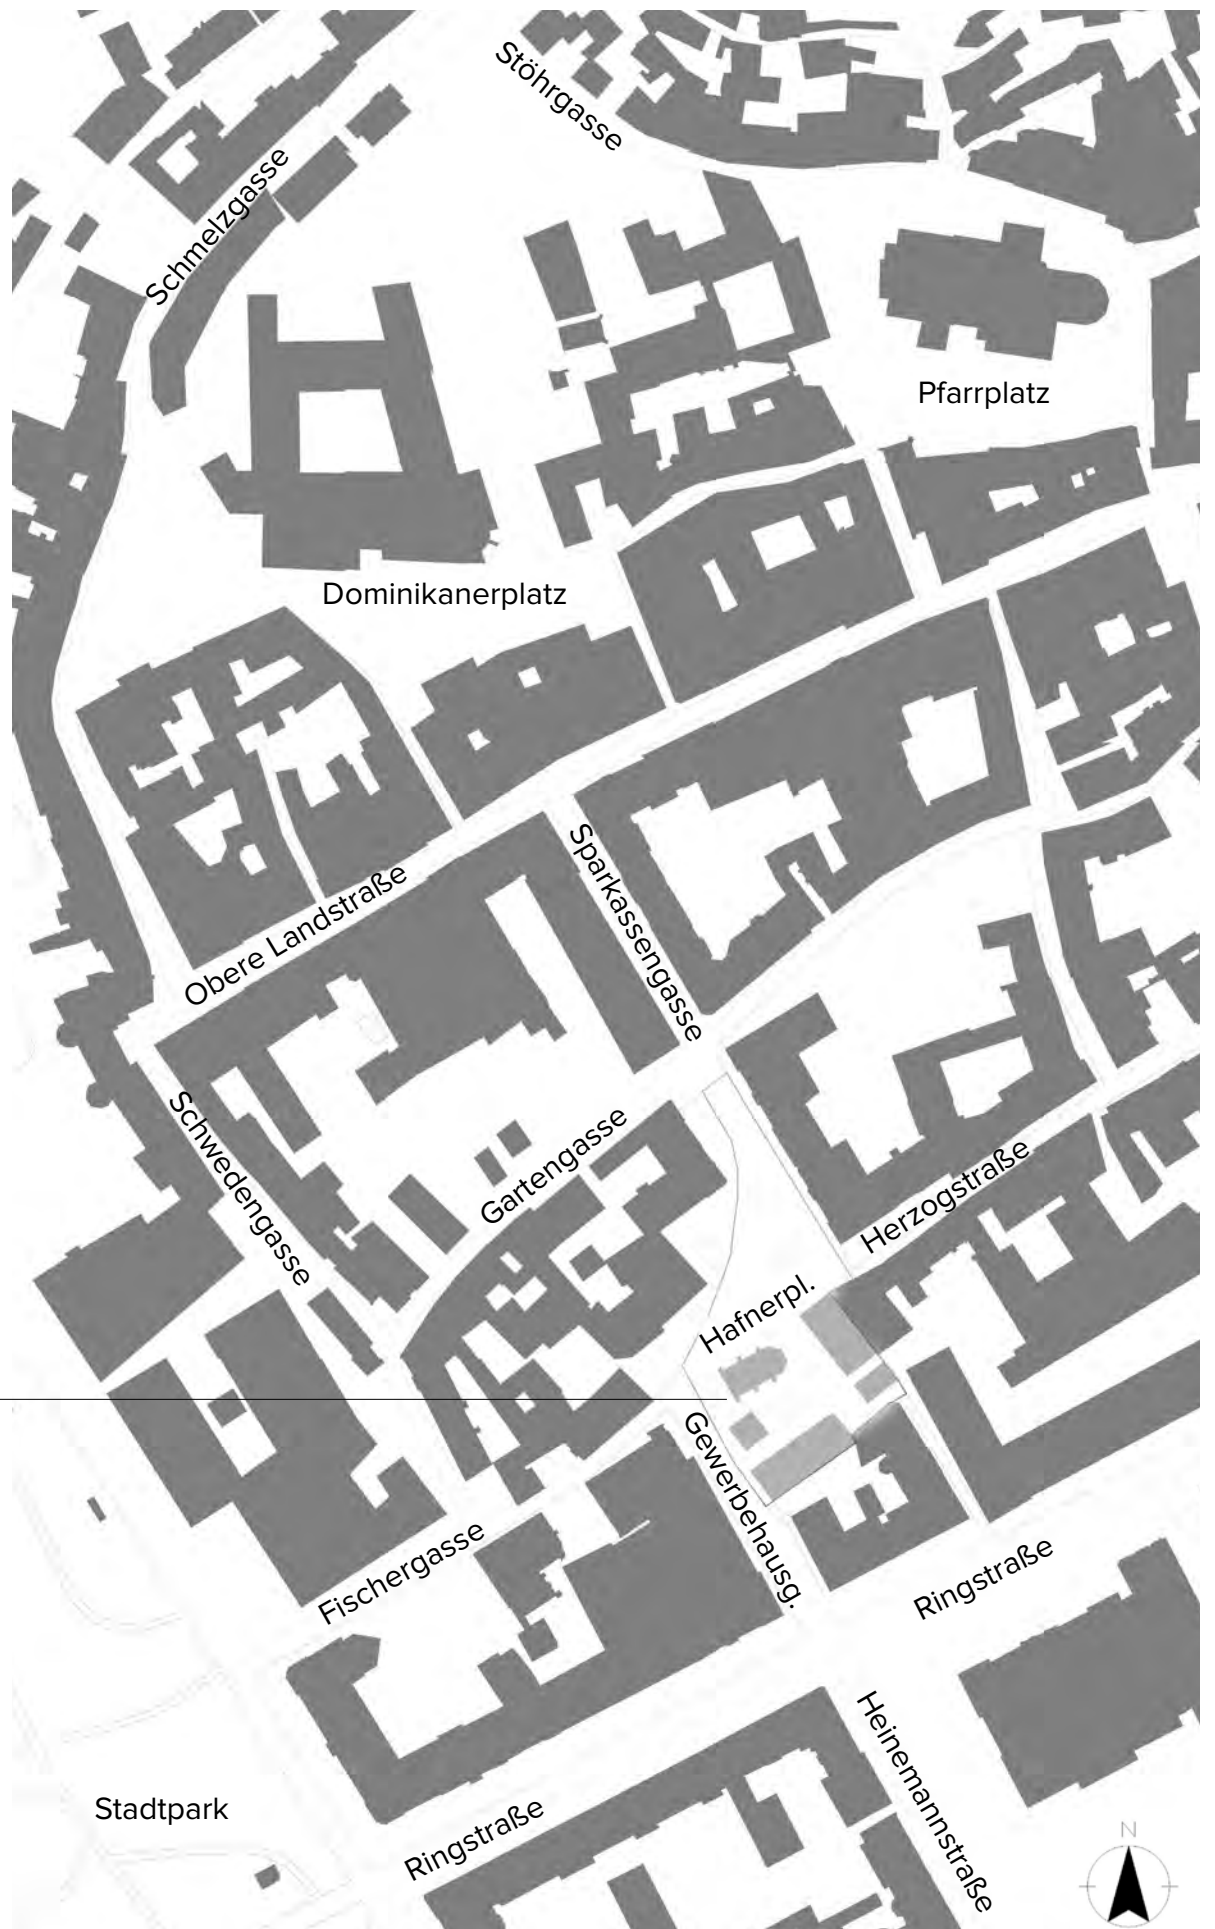 Stöhrgasse
Schmelzgasse
Pfarrplatz
Dominikanerplatz
Sparkassengasse
Obere Landstraße
Schwedengasse
Gartengasse
Herzogstraße
Hafnerpl.
Gewerbehausg.
Fischergasse
Ringstraße
Heinemannstraße
Stadtpark
Ringstraße
N